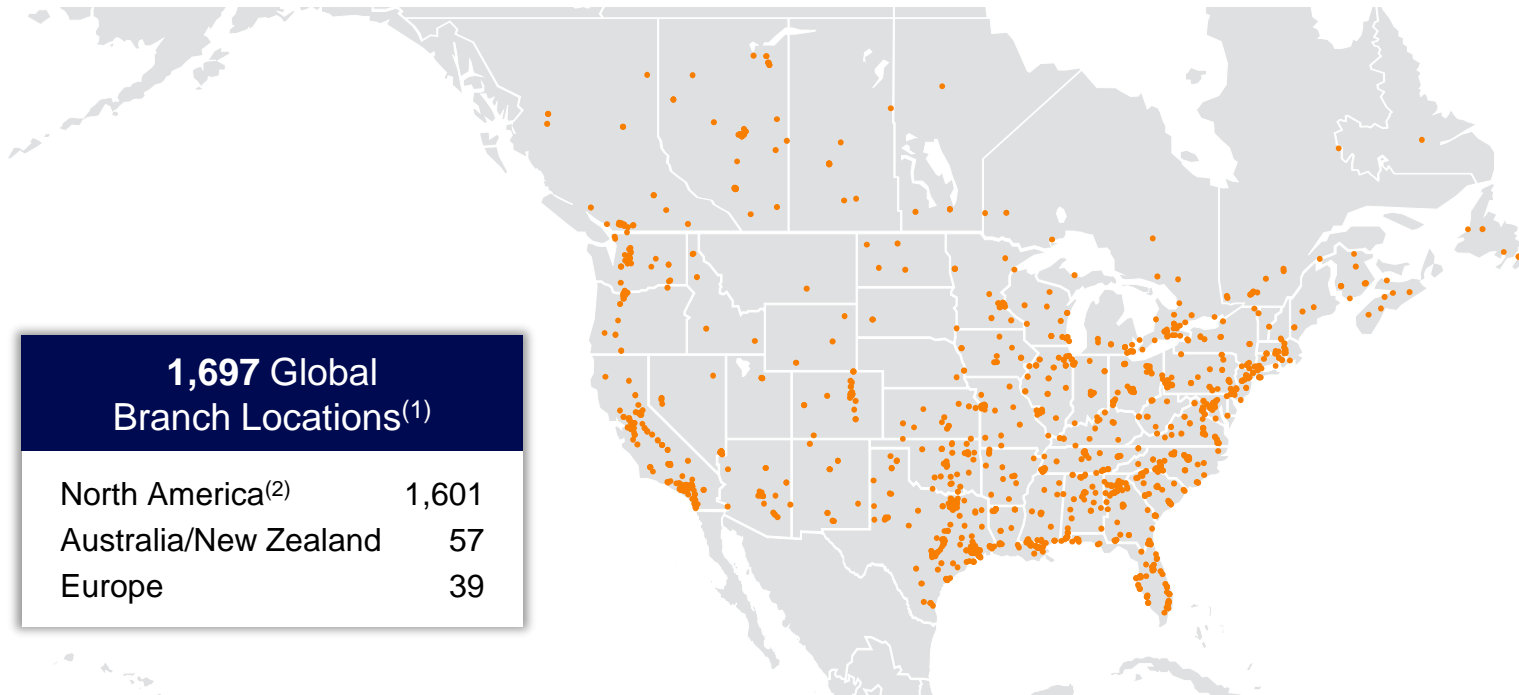 1,697 Global
Branch Locations(1)
North America(2) 1,601
Australia/New Zealand 57
Europe 39